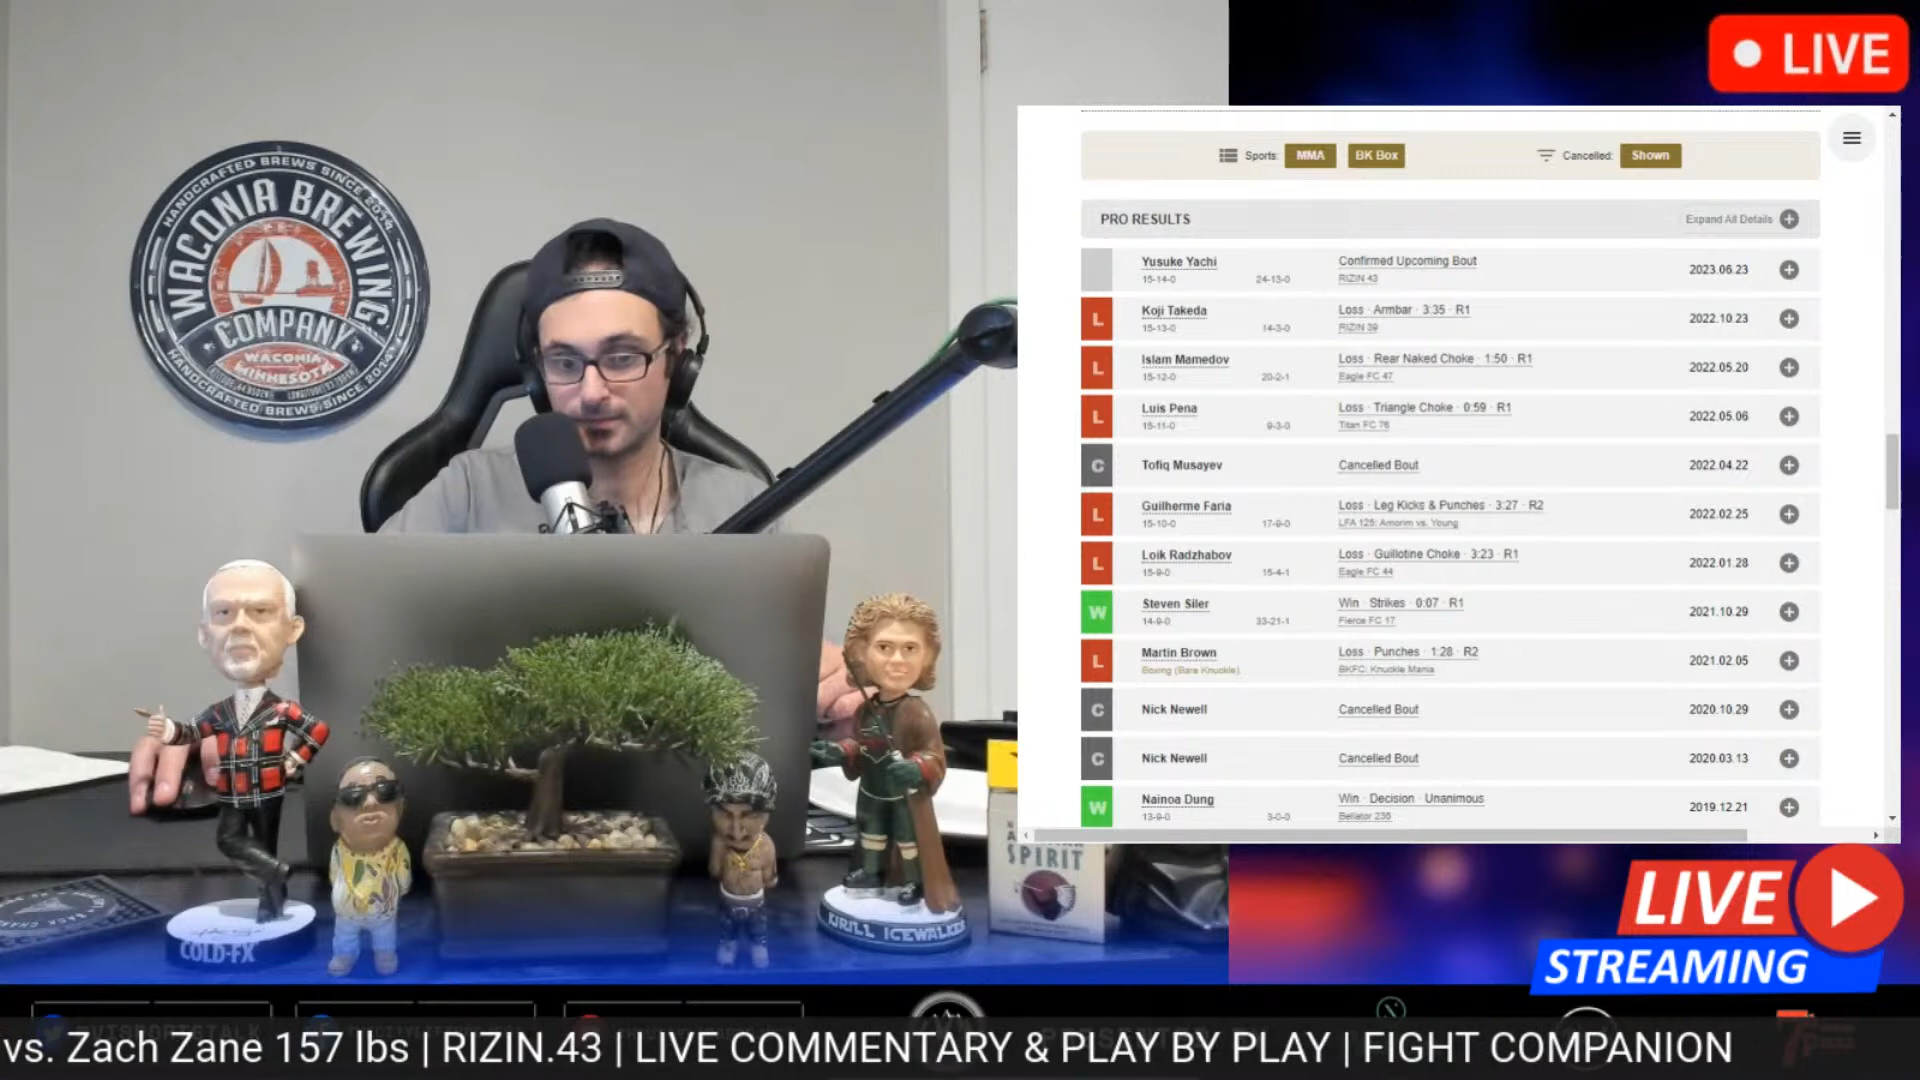 LIVE
HANDCRAFTED BREWS SINCE 2014
WACONIA BREWING
COMPANY
WACONIA
MINNESOTA
HANDCRAFTED BREWS SINCE 2014
Sports: MMA BK Box Cancelled: Shown
PRO RESULTS Expand All Details
Yusuke Yachi Confirmed Upcoming Bout 2023.06.23
15-14-0 24-13-0 RIZIN 43
L Koji Takeda Loss · Armbar · 3:35 · R1 2022.10.23
15-13-0 14-3-0 RIZIN 39
L Islam Mamedov Loss · Rear Naked Choke · 1:50 · R1 2022.05.20
15-12-0 20-2-1 Eagle FC 47
L Luis Pena Loss · Triangle Choke · 0:59 · R1 2022.05.06
15-11-0 9-3-0 Titan FC 76
C Tofiq Musayev Cancelled Bout 2022.04.22
L Guilherme Faria Loss · Leg Kicks & Punches · 3:27 · R2 2022.02.25
15-10-0 17-9-0 LFA 125: Amorim vs. Young
L Loik Radzhabov Loss · Guillotine Choke · 3:23 · R1 2022.01.28
15-9-0 15-4-1 Eagle FC 44
W Steven Siler Win · Strikes · 0:07 · R1 2021.10.29
14-9-0 33-21-1 Fierce FC 17
L Martin Brown Loss · Punches · 1:28 · R2 2021.02.05
Boxing (Bare Knuckle) BKFC: Knuckle Mania
C Nick Newell Cancelled Bout 2020.10.29
C Nick Newell Cancelled Bout 2020.03.13
W Nainoa Dung Win · Decision · Unanimous 2019.12.21
13-9-0 3-0-0 Bellator 236
SPIRIT
COLD-FX
KIRILL ICEWALKER
LIVE
STREAMING
vs. Zach Zane 157 lbs | RIZIN.43 | LIVE COMMENTARY & PLAY BY PLAY | FIGHT COMPANION